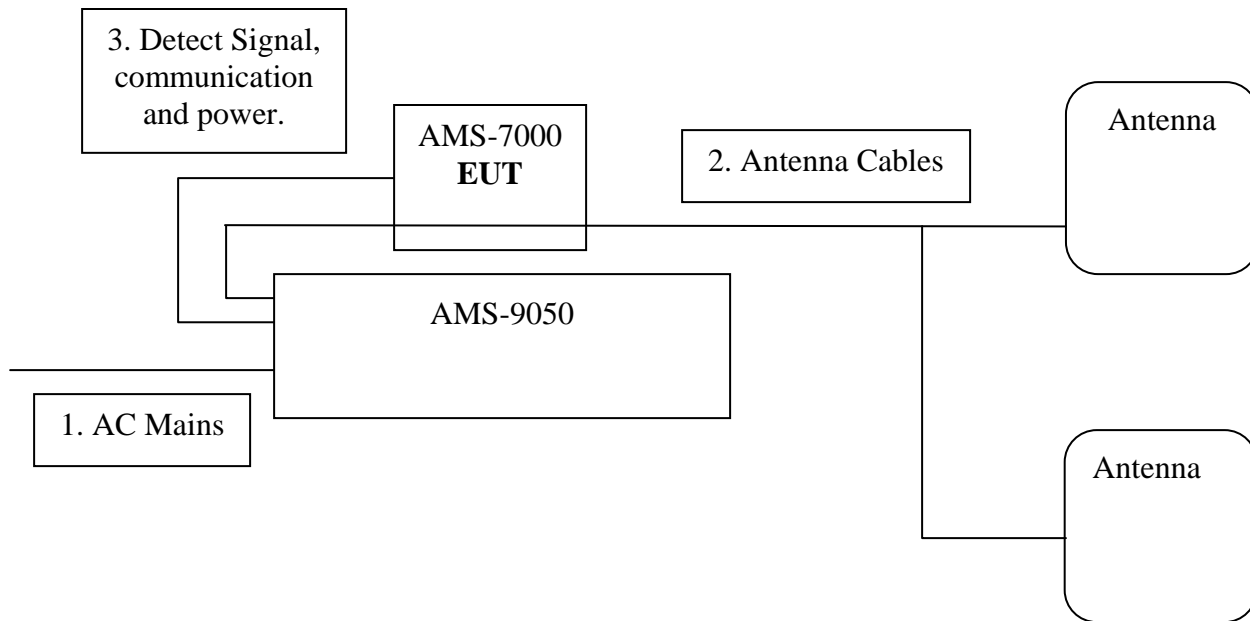 3. Detect Signal,
communication
and power.
AMS-7000
EUT
2. Antenna Cables
Antenna
AMS-9050
1. AC Mains
Antenna